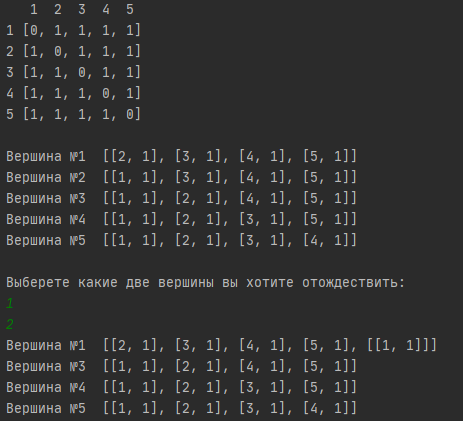 1 2 3 4 5
1 [0, 1, 1, 1, 1]
2 [1, 0, 1, 1, 1]
3 [1, 1, 0, 1, 1]
4 [1, 1, 1, 0, 1]
5 [1, 1, 1, 1, 0]
Вершина №1 [[2, 1], [3, 1], [4, 1], [5, 1]]
Вершина №2 [[1, 1], [3, 1], [4, 1], [5, 1]]
Вершина №3 [[1, 1], [2, 1], [4, 1], [5, 1]]
Вершина №4 [[1, 1], [2, 1], [3, 1], [5, 1]]
Вершина №5 [[1, 1], [2, 1], [3, 1], [4, 1]]
Выберете какие две вершины вы хотите отождествить:
1
2
Вершина №1 [[2, 1], [3, 1], [4, 1], [5, 1], [[1, 1]]]
Вершина №3 [[1, 1], [2, 1], [4, 1], [5, 1]]
Вершина №4 [[1, 1], [2, 1], [3, 1], [5, 1]]
Вершина №5 [[1, 1], [2, 1], [3, 1], [4, 1]]